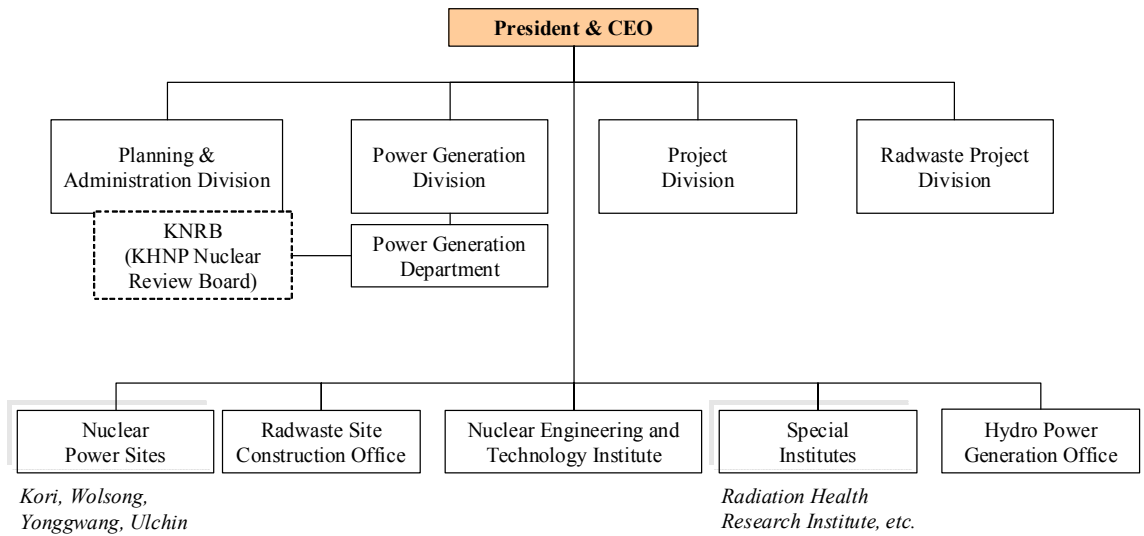 President & CEO
Planning &
Administration Division
Power Generation
Division
Project
Division
Radwaste Project
Division
KNRB
(KHNP Nuclear
Review Board)
Power Generation
Department
Nuclear
Power Sites
Radwaste Site
Construction Office
Nuclear Engineering and
Technology Institute
Special
Institutes
Hydro Power
Generation Office
Kori, Wolsong,
Yonggwang, Ulchin
Radiation Health
Research Institute, etc.